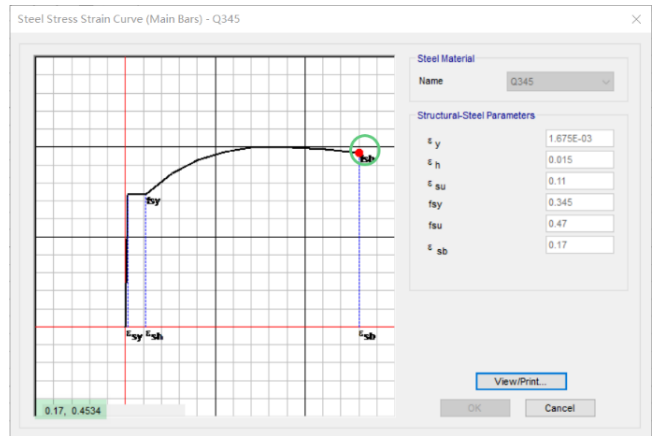 Steel Stress Strain Curve (Main Bars) - Q345
Steel Material
Name Q345
Structural-Steel Parameters
ε y 1.675E-03
ε h 0.015
ε su 0.11
fsy 0.345
fsu 0.47
ε sb 0.17
fsb
fsy
εsy εsh εsb
0.17, 0.4534
View/Print...
OK Cancel